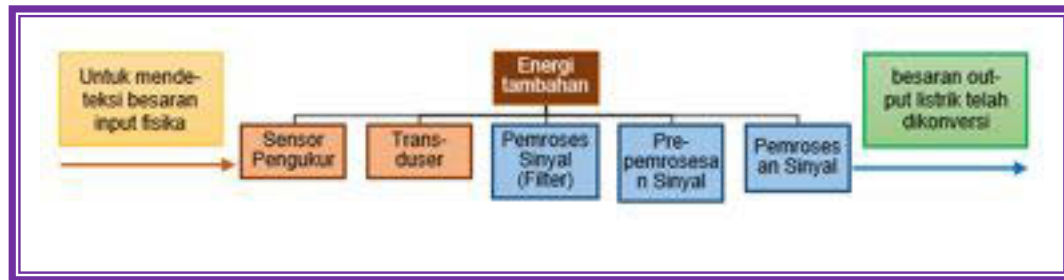 Untuk mende-
teksi besaran
input fisika
Energi
tambahan
besaran out-
put listrik telah
dikonversi
Sensor
Pengukur
Trans-
duser
Pemroses
Sinyal
(Filter)
Pre-
pemrosesa
n Sinyal
Pemroses
an Sinyal